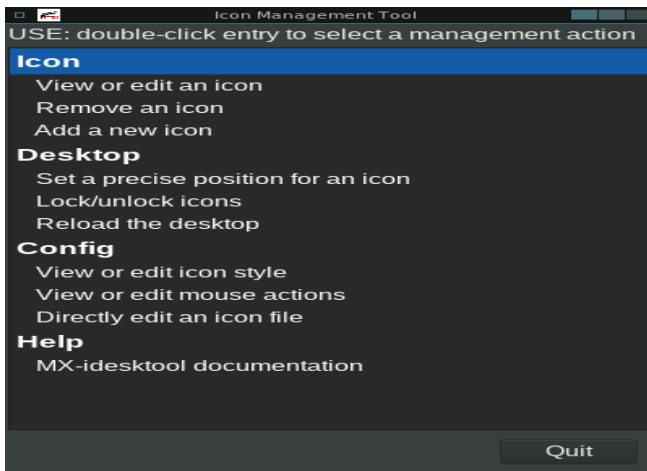 Icon Management Tool
USE: double-click entry to select a management action
Icon
View or edit an icon
Remove an icon
Add a new icon
Desktop
Set a precise position for an icon
Lock/unlock icons
Reload the desktop
Config
View or edit icon style
View or edit mouse actions
Directly edit an icon file
Help
MX-idesktool documentation
Quit